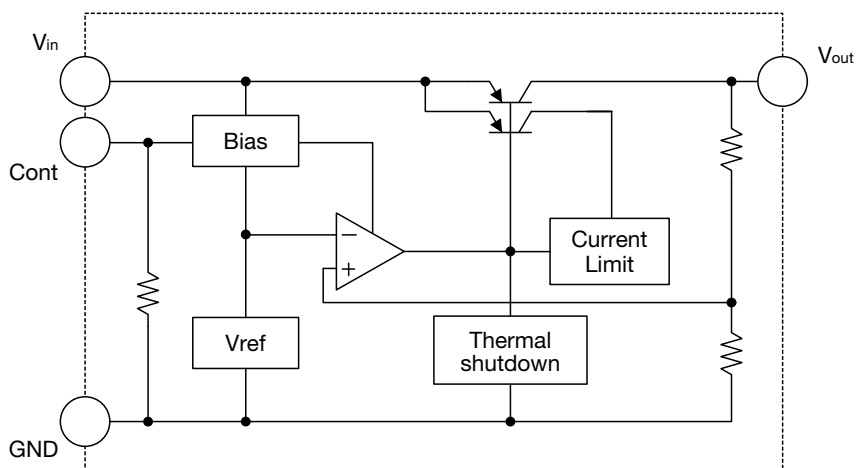 Vin
Vout
Cont
Bias
−
+
Current
Limit
Vref
Thermal
shutdown
GND